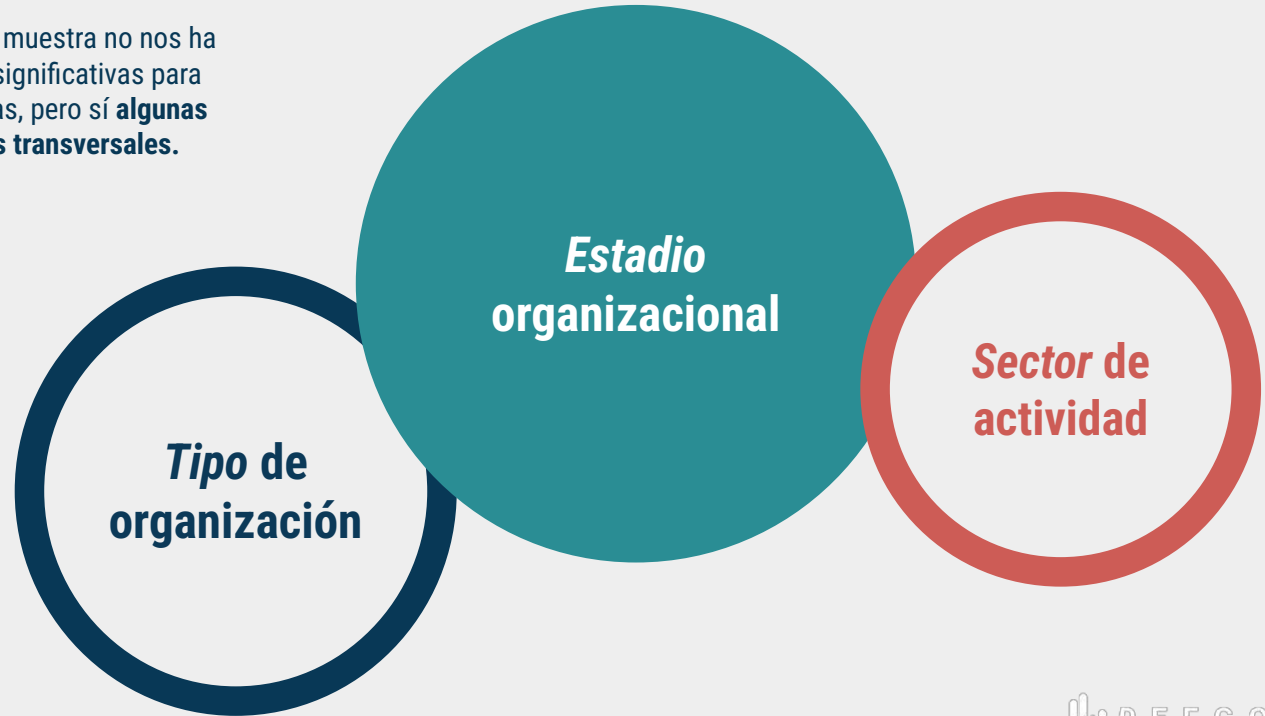 muestra no nos ha
significativas para
as, pero sí algunas
s transversales.
Estadio
organizacional
Sector de
actividad
Tipo de
organización